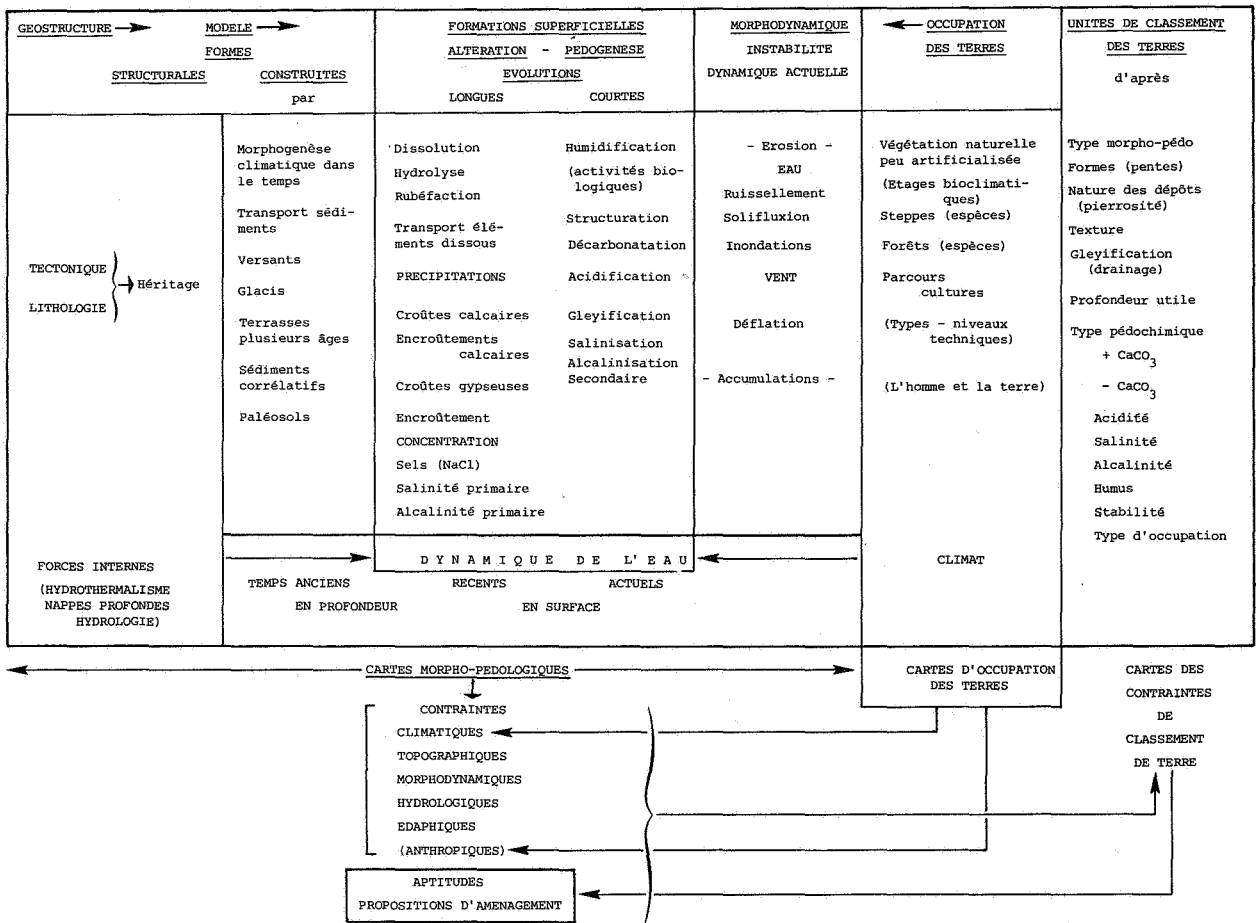 GEOSTRUCTURE
MODELE
FORMES
STRUCTURALES
CONSTRUITES
par
FORMATIONS SUPERFICIELLES
ALTERATION - PEDOGENESE
EVOLUTIONS
LONGUES
COURTES
MORPHODYNAMIQUE
INSTABILITE
DYNAMIQUE ACTUELLE
OCCUPATION
DES TERRES
UNITES DE CLASSEMENT
DES TERRES
d'après
TECTONIQUE
LITHOLOGIE
Héritage
FORCES INTERNES
(HYDROTHERMALISME
NAPPES PROFONDES
HYDROLOGIE)
Morphogenèse
climatique dans
le temps
Transport sédi-
ments
Versants
Glacis
Terrasses
plusieurs âges
Sédiments
corrélatifs
Paléosols
Dissolution
Hydrolyse
Rubéfaction
Transport élé-
ments dissous
PRECIPITATIONS
Croûtes calcaires
Encroûtements
calcaires
Croûtes gypseuses
Encroûtement
CONCENTRATION
Sels (NaCl)
Salinité primaire
Alcalinité primaire
Humidification
(activités bio-
logiques)
Structuration
Décarbonatation
Acidification
Gleyification
Salinisation
Alcalinisation
Secondaire
- Erosion -
EAU
Ruissellement
Solifluxion
Inondations
VENT
Déflation
- Accumulations -
Végétation naturelle
peu artificialisée
(Etages bioclimati-
ques)
Steppes (espèces)
Forêts (espèces)
Parcours
cultures
(Types - niveaux
techniques)
(L'homme et la terre)
CLIMAT
Type morpho-pédo
Formes (pentes)
Nature des dépôts
(pierrosité)
Texture
Gleyification
(drainage)
Profondeur utile
Type pédochimique
+ CaCO3
- CaCO3
Acidité
Salinité
Alcalinité
Humus
Stabilité
Type d'occupation
DYNAMIQUE DE L'EAU
TEMPS ANCIENS
RECENTS
ACTUELS
EN PROFONDEUR
EN SURFACE
CARTES MORPHO-PEDOLOGIQUES
CARTES D'OCCUPATION
DES TERRES
CARTES DES
CONTRAINTES
DE
CLASSEMENT
DE TERRE
CONTRAINTES
CLIMATIQUES
TOPOGRAPHIQUES
MORPHODYNAMIQUES
HYDROLOGIQUES
EDAPHIQUES
(ANTHROPIQUES)
APTITUDES
PROPOSITIONS D'AMENAGEMENT